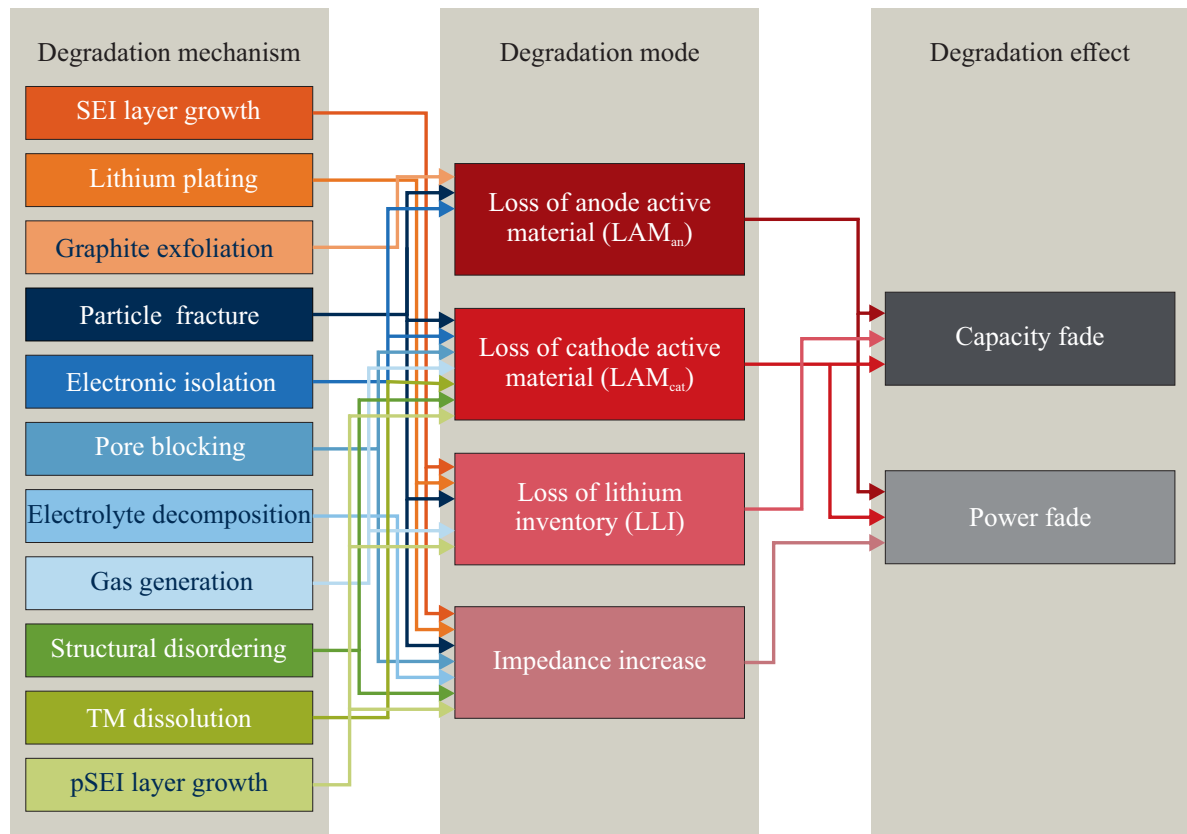 Degradation mechanism
SEI layer growth
Lithium plating
Graphite exfoliation
Particle fracture
Electronic isolation
Pore blocking
Electrolyte decomposition
Gas generation
Structural disordering
TM dissolution
pSEI layer growth
Degradation mode
Loss of anode active
material (LAMan)
Loss of cathode active
material (LAMcat)
Loss of lithium
inventory (LLI)
Impedance increase
Degradation effect
Capacity fade
Power fade